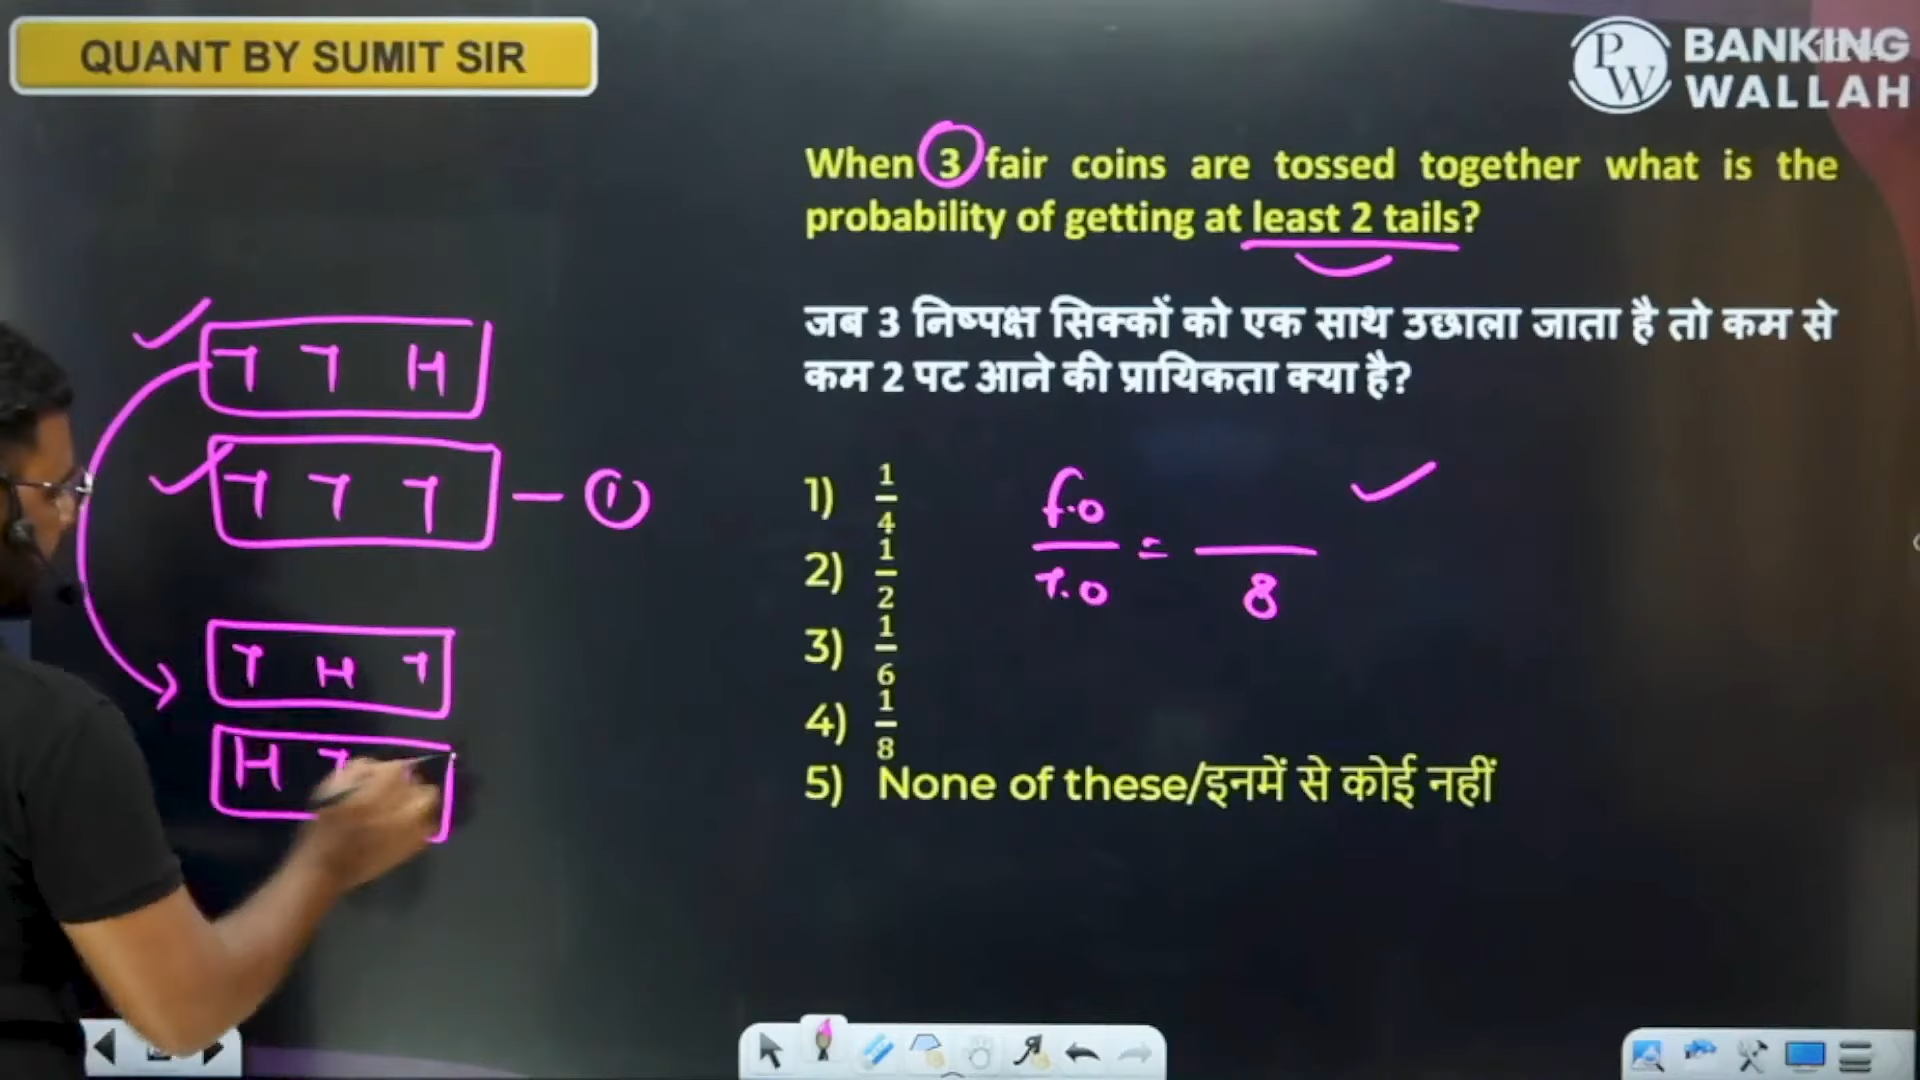 QUANT BY SUMIT SIR
PW
BANKING
WALLAH
When 3 fair coins are tossed together what is the
probability of getting at least 2 tails?
जब 3 निष्पक्ष सिक्कों को एक साथ उछाला जाता है तो कम से
कम 2 पट आने की प्रायिकता क्या है?
1) 1/4
2) 1/2
3) 1/6
4) 1/8
5) None of these/इनमें से कोई नहीं
f.o/T.O = /8
T T H
T T T — 1
T H T
H T